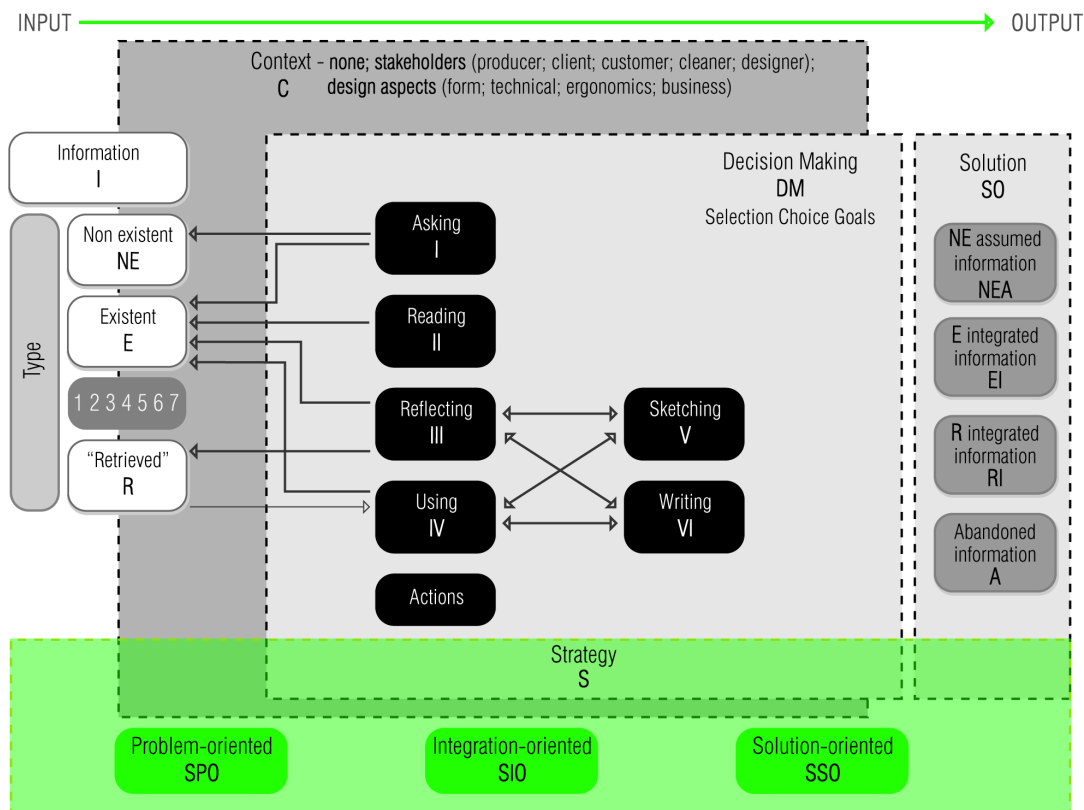 INPUT
OUTPUT
Context - none; stakeholders (producer; client; customer; cleaner; designer);
C design aspects (form; technical; ergonomics; business)
Information
I
Type
Non existent
NE
Existent
E
1 2 3 4 5 6 7
“Retrieved”
R
Asking
I
Reading
II
Reflecting
III
Using
IV
Actions
Sketching
V
Writing
VI
Decision Making
DM
Selection Choice Goals
Solution
SO
NE assumed
information
NEA
E integrated
information
EI
R integrated
information
RI
Abandoned
information
A
Strategy
S
Problem-oriented
SPO
Integration-oriented
SIO
Solution-oriented
SSO